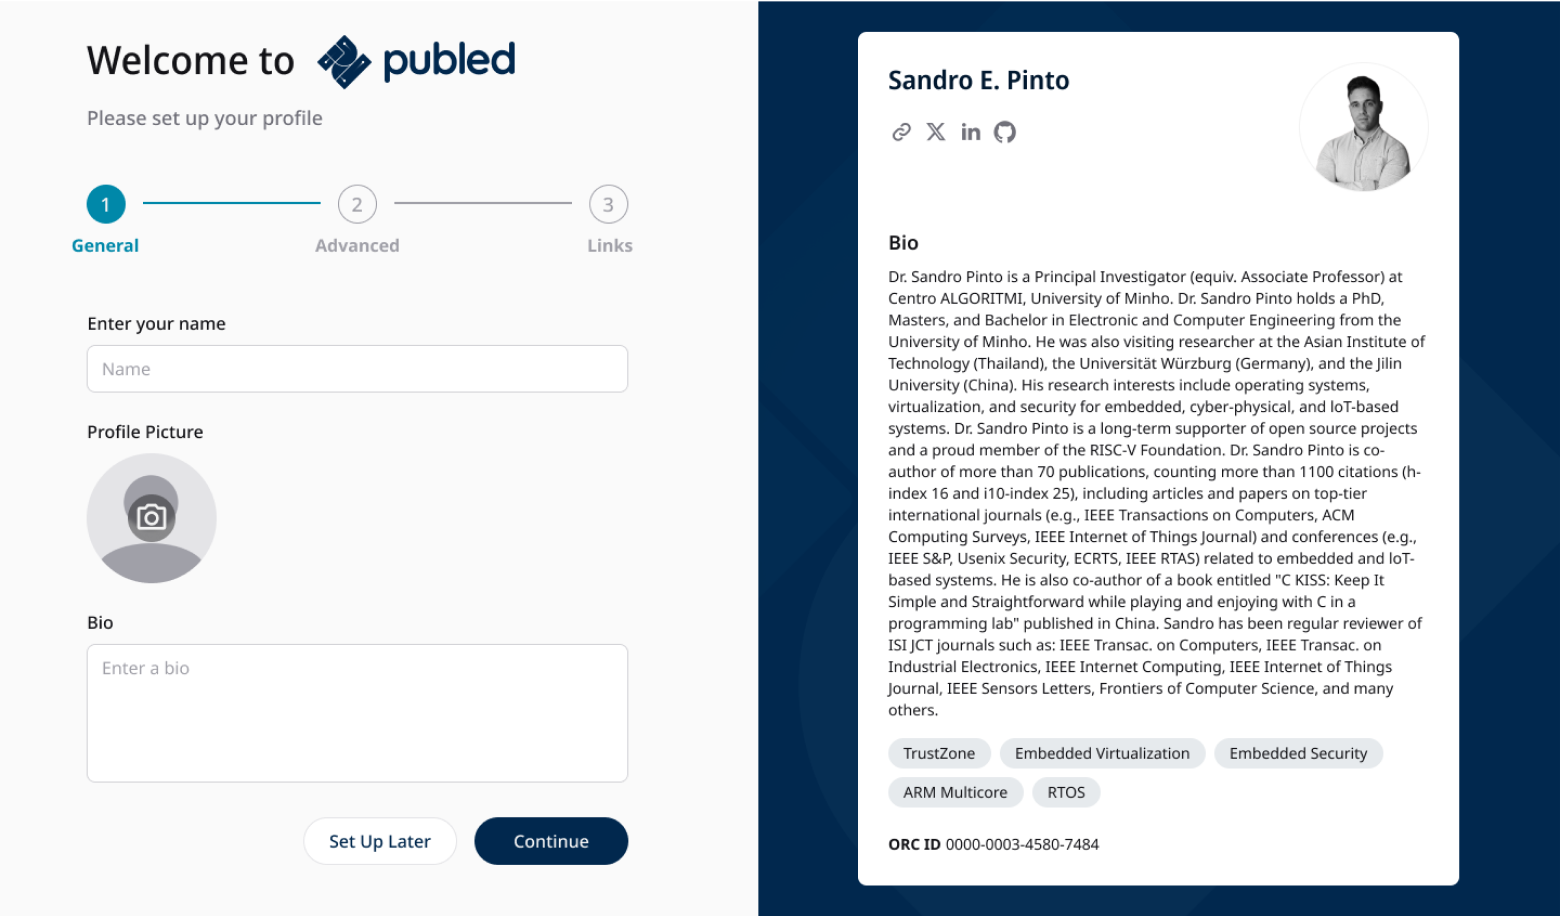 Welcome to publed
Please set up your profile
1
2
3
General
Advanced
Links
Enter your name
Name
Profile Picture
Bio
Enter a bio
Set Up Later
Continue
Sandro E. Pinto
Bio
Dr. Sandro Pinto is a Principal Investigator (equiv. Associate Professor) at
Centro ALGORITMI, University of Minho. Dr. Sandro Pinto holds a PhD,
Masters, and Bachelor in Electronic and Computer Engineering from the
University of Minho. He was also visiting researcher at the Asian Institute of
Technology (Thailand), the Universität Würzburg (Germany), and the Jilin
University (China). His research interests include operating systems,
virtualization, and security for embedded, cyber-physical, and IoT-based
systems. Dr. Sandro Pinto is a long-term supporter of open source projects
and a proud member of the RISC-V Foundation. Dr. Sandro Pinto is co-
author of more than 70 publications, counting more than 1100 citations (h-
index 16 and i10-index 25), including articles and papers on top-tier
international journals (e.g., IEEE Transactions on Computers, ACM
Computing Surveys, IEEE Internet of Things Journal) and conferences (e.g.,
IEEE S&P, Usenix Security, ECRTS, IEEE RTAS) related to embedded and IoT-
based systems. He is also co-author of a book entitled "C KISS: Keep It
Simple and Straightforward while playing and enjoying with C in a
programming lab" published in China. Sandro has been regular reviewer of
ISI JCT journals such as: IEEE Transac. on Computers, IEEE Transac. on
Industrial Electronics, IEEE Internet Computing, IEEE Internet of Things
Journal, IEEE Sensors Letters, Frontiers of Computer Science, and many
others.
TrustZone
Embedded Virtualization
Embedded Security
ARM Multicore
RTOS
ORC ID 0000-0003-4580-7484